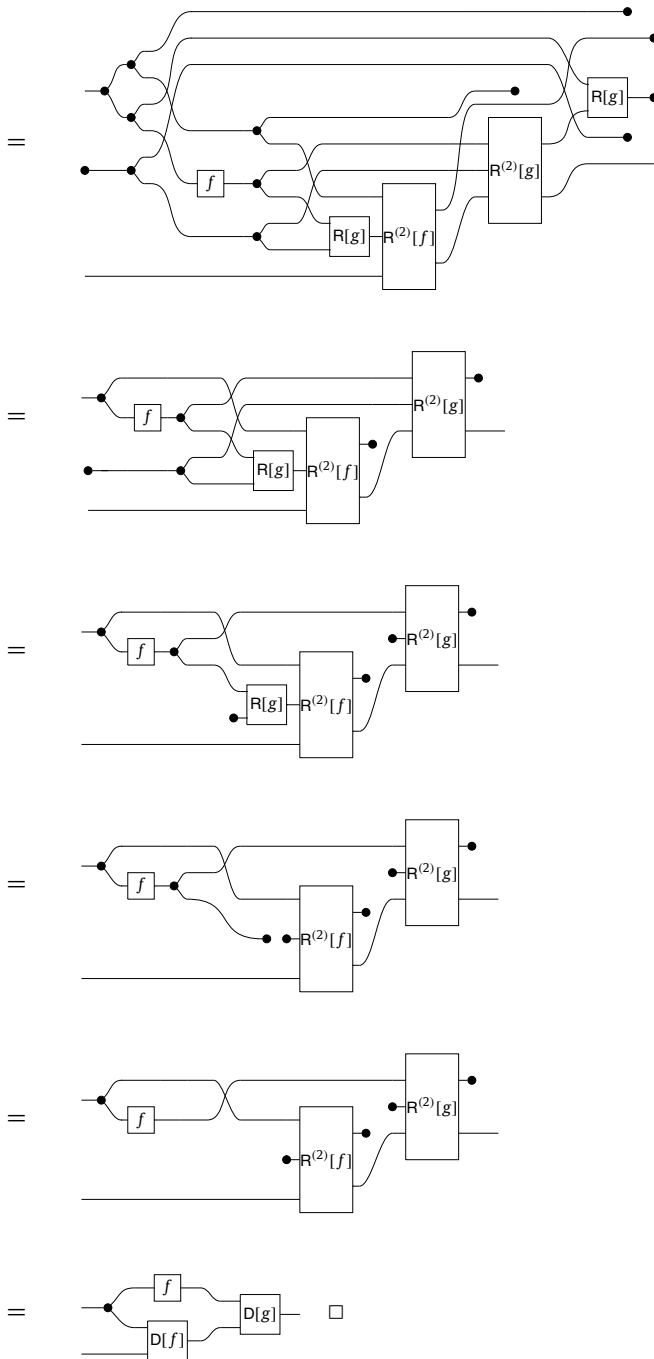 =
R[g]
R⁽²⁾[g]
f
R[g]
R⁽²⁾[f]
=
R⁽²⁾[g]
f
R[g]
R⁽²⁾[f]
=
R⁽²⁾[g]
f
R[g]
R⁽²⁾[f]
=
R⁽²⁾[g]
f
R⁽²⁾[f]
=
R⁽²⁾[g]
f
R⁽²⁾[f]
=
f
D[g]
□
D[f]